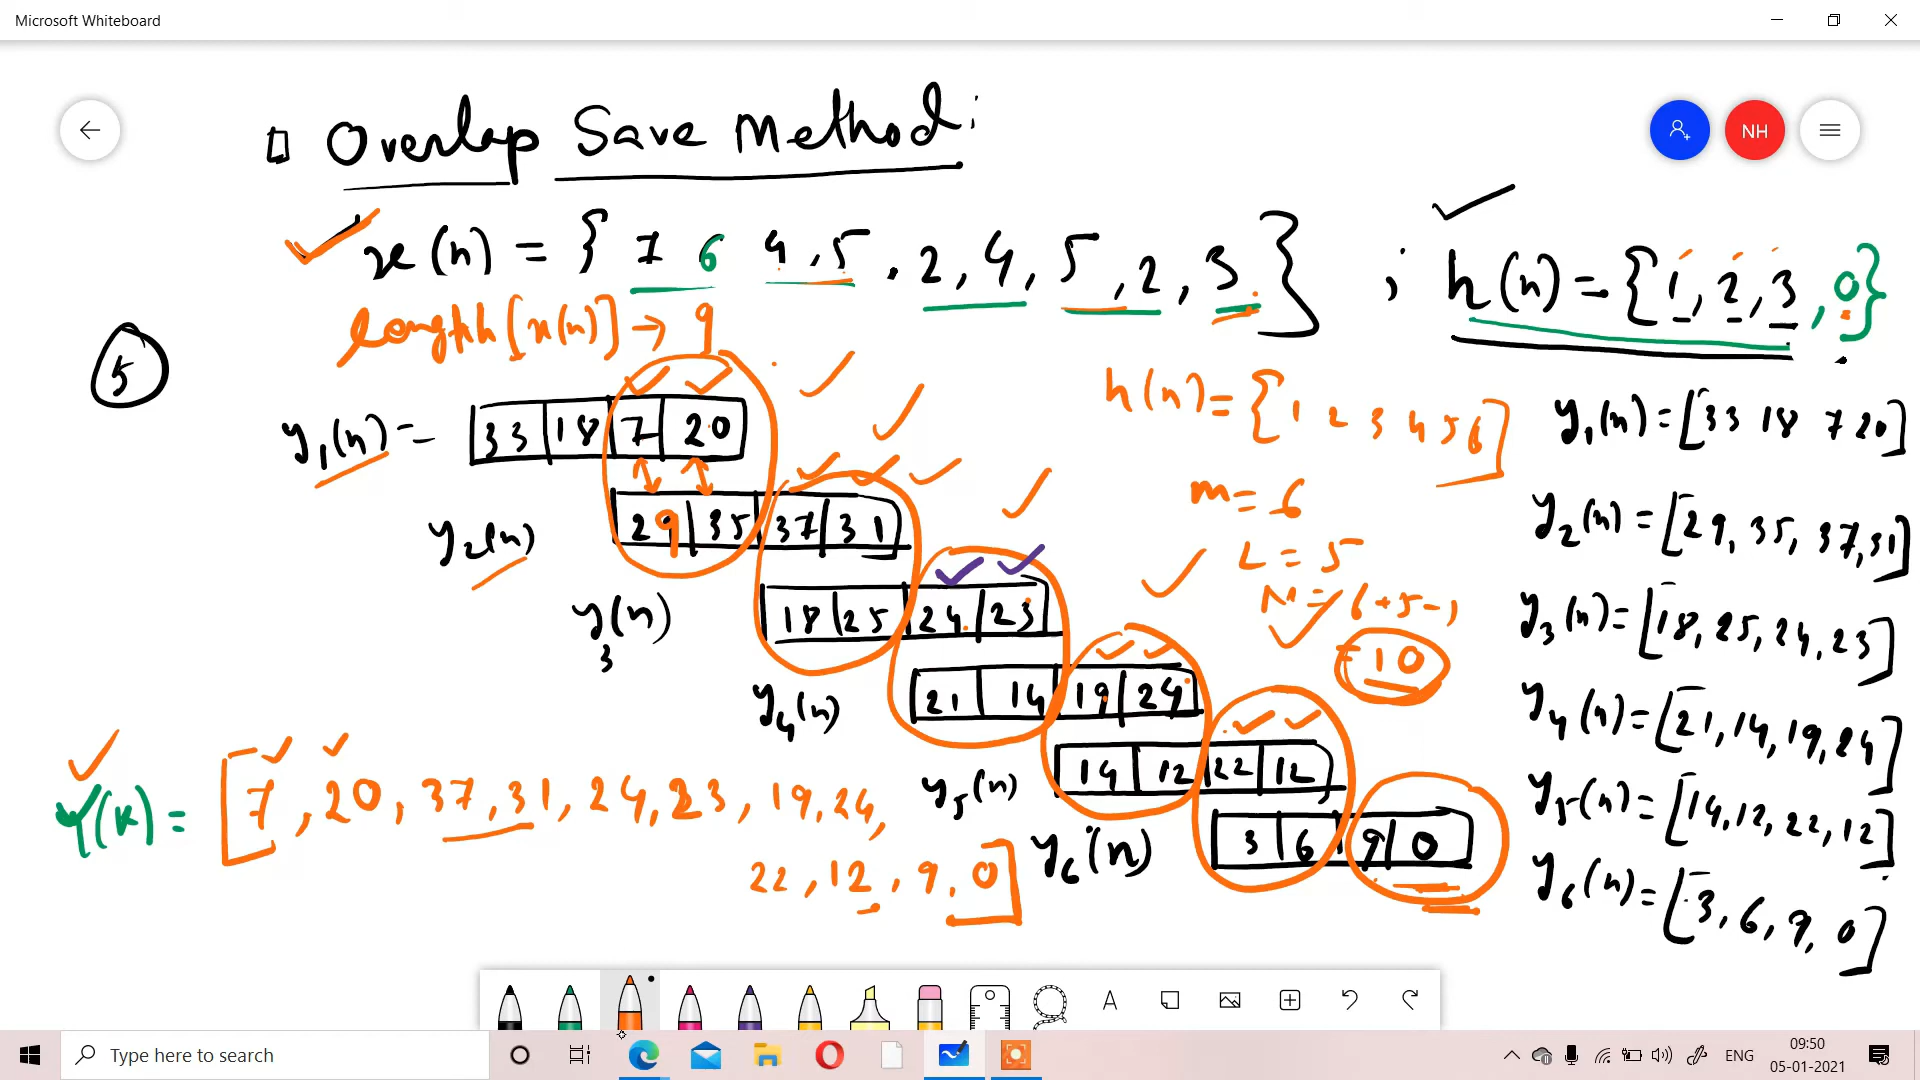 Microsoft Whiteboard
Overlap Save Method:
x(n) = { 7 6 4, 5, 2, 4, 5, 2, 3 } ; h(n) = {1, 2, 3, 0}
length [x(n)] → 9
5
h(n) = { 1 2 3 4 5 6 ]
m = 6
L = 5
N = 6+5-1
= 10
y1(n) = 33 18 7 20
y2(n) 29 35 37 31
y3(n) 18 25 24 23
y4(n) 21 14 19 24
y5(n) 14 12 22 12
y6(n) 3 6 9 0
y1(n) = [33 18 7 20]
y2(n) = [29, 35, 37, 31]
y3(n) = [18, 25, 24, 23]
y4(n) = [21, 14, 19, 24]
y5(n) = [14, 12, 22, 12]
y6(n) = [3, 6, 9, 0]
Y(k) = [7, 20, 37, 31, 24, 23, 19, 24,
22, 12, 9, 0]
NH
A
Type here to search
ENG
09:50
05-01-2021